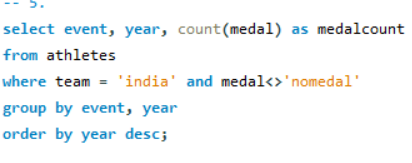 -- 5.
select event, year, count(medal) as medalcount
from athletes
where team = 'india' and medal<>'nomedal'
group by event, year
order by year desc;